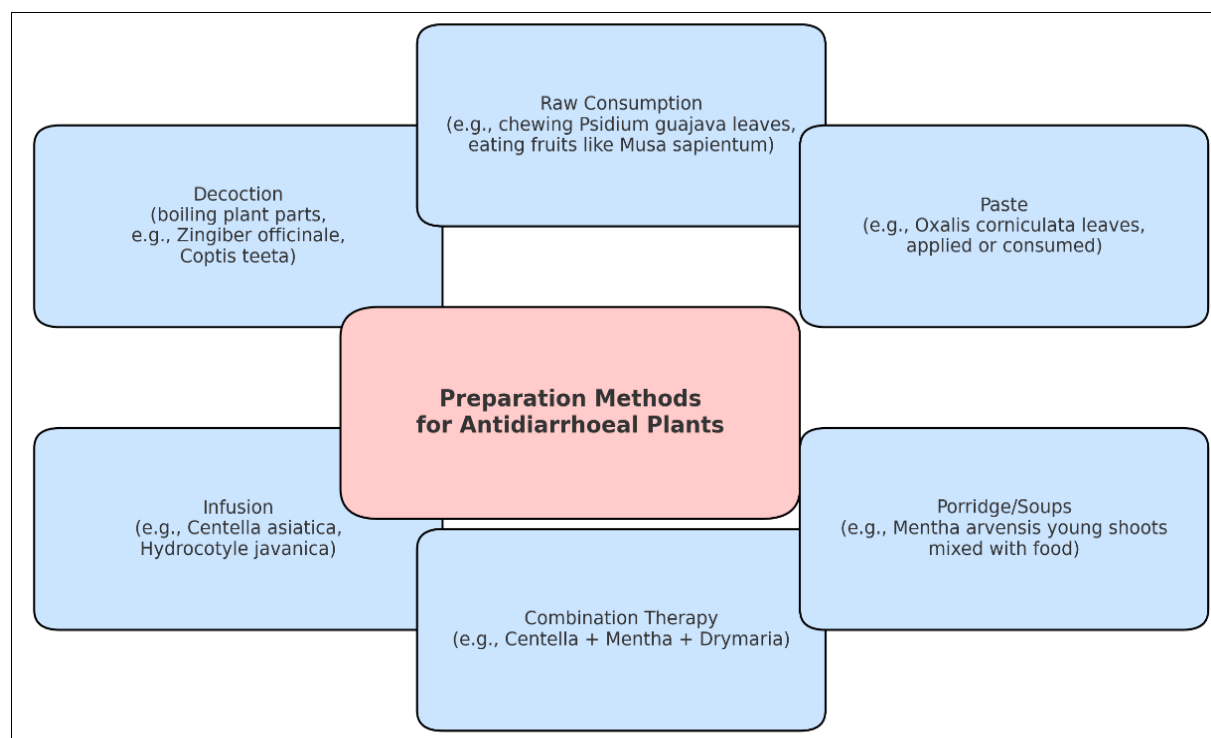 Raw Consumption
(e.g., chewing Psidium guajava leaves,
eating fruits like Musa sapientum)
Decoction
(boiling plant parts,
e.g., Zingiber officinale,
Coptis teeta)
Paste
(e.g., Oxalis corniculata leaves,
applied or consumed)
Preparation Methods
for Antidiarrhoeal Plants
Infusion
(e.g., Centella asiatica,
Hydrocotyle javanica)
Porridge/Soups
(e.g., Mentha arvensis young shoots
mixed with food)
Combination Therapy
(e.g., Centella + Mentha + Drymaria)